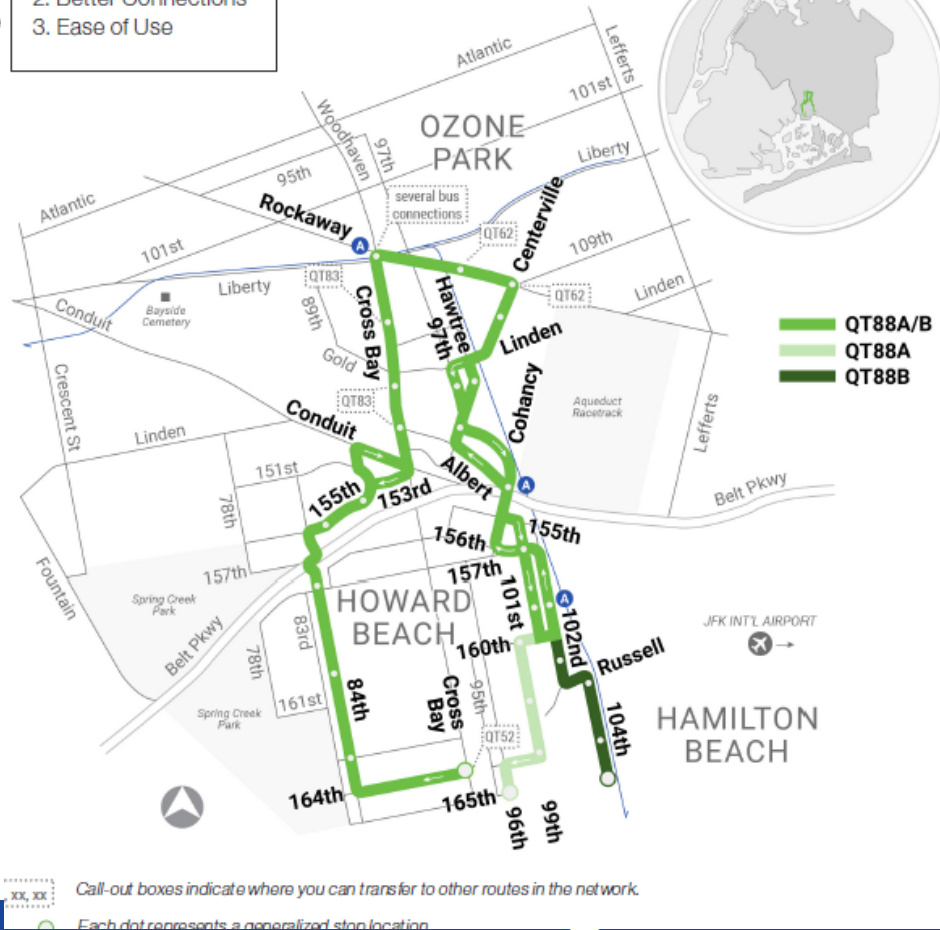 2. Better Connections
3. Ease of Use
Atlantic
Lefferts
101st
Woodhaven
97th
OZONE
PARK
95th
Liberty
several bus
connections
Atlantic
Rockaway
A
QT62
Centerville
101st
109th
QT83
Liberty
Bayside
Cemetery
Conduit
89th
Cross Bay
Hawtree
97th
QT62
Linden
Linden
QT88A/B
QT88A
QT88B
Gold
Crescent St
QT83
Cohancy
Aqueduct
Racetrack
Lefferts
Conduit
Linden
151st
Albert
A
155th
153rd
Belt Pkwy
78th
156th
155th
157th
157th
Fountain
Spring Creek
Park
HOWARD
BEACH
101st
A
102nd
JFK INT'L AIRPORT
83rd
160th
Russell
Belt Pkwy
78th
161st
84th
Cross
Bay
95th
104th
Spring Creek
Park
QT52
HAMILTON
BEACH
164th
165th
96th
99th
, xx, xx
Call-out boxes indicate where you can transfer to other routes in the network.
Each dot represents a generalized stop location